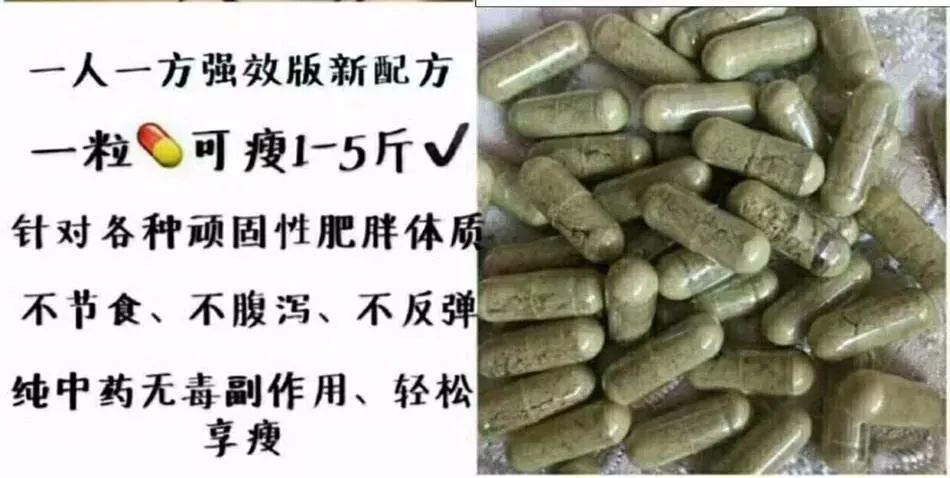 一人一方强效版新配方
一粒💊可瘦1-5斤✔
针对各种顽固性肥胖体质
不节食、不腹泻、不反弹
纯中药无毒副作用、轻松
享瘦